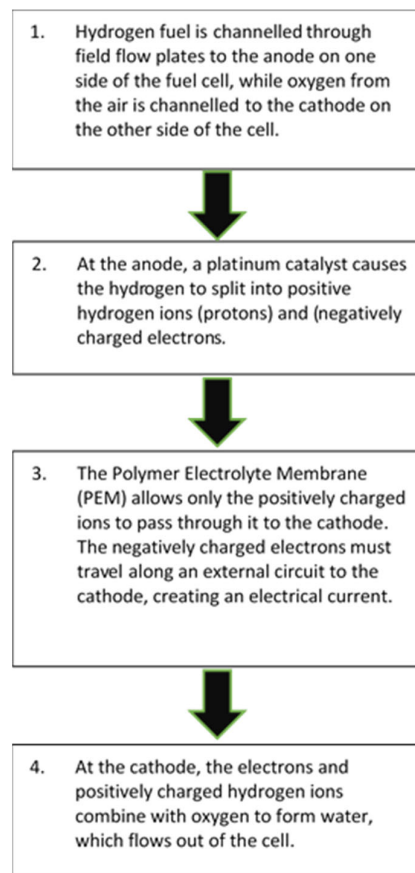 1. Hydrogen fuel is channelled through
field flow plates to the anode on one
side of the fuel cell, while oxygen from
the air is channelled to the cathode on
the other side of the cell.
2. At the anode, a platinum catalyst causes
the hydrogen to split into positive
hydrogen ions (protons) and (negatively
charged electrons.
3. The Polymer Electrolyte Membrane
(PEM) allows only the positively charged
ions to pass through it to the cathode.
The negatively charged electrons must
travel along an external circuit to the
cathode, creating an electrical current.
4. At the cathode, the electrons and
positively charged hydrogen ions
combine with oxygen to form water,
which flows out of the cell.